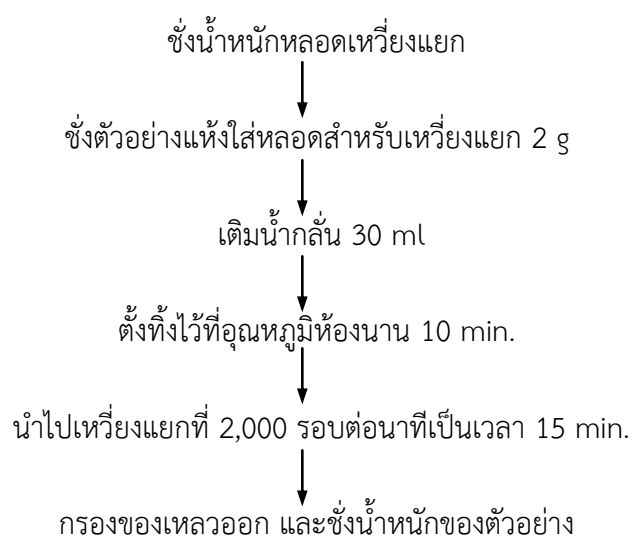 ชั่งน้ำหนักหลอดเหวี่ยงแยก
ชั่งตัวอย่างแห้งใส่หลอดสำหรับเหวี่ยงแยก 2 g
เติมน้ำกลั่น 30 ml
ตั้งทิ้งไว้ที่อุณหภูมิห้องนาน 10 min.
นำไปเหวี่ยงแยกที่ 2,000 รอบต่อนาทีเป็นเวลา 15 min.
กรองของเหลวออก และชั่งน้ำหนักของตัวอย่าง